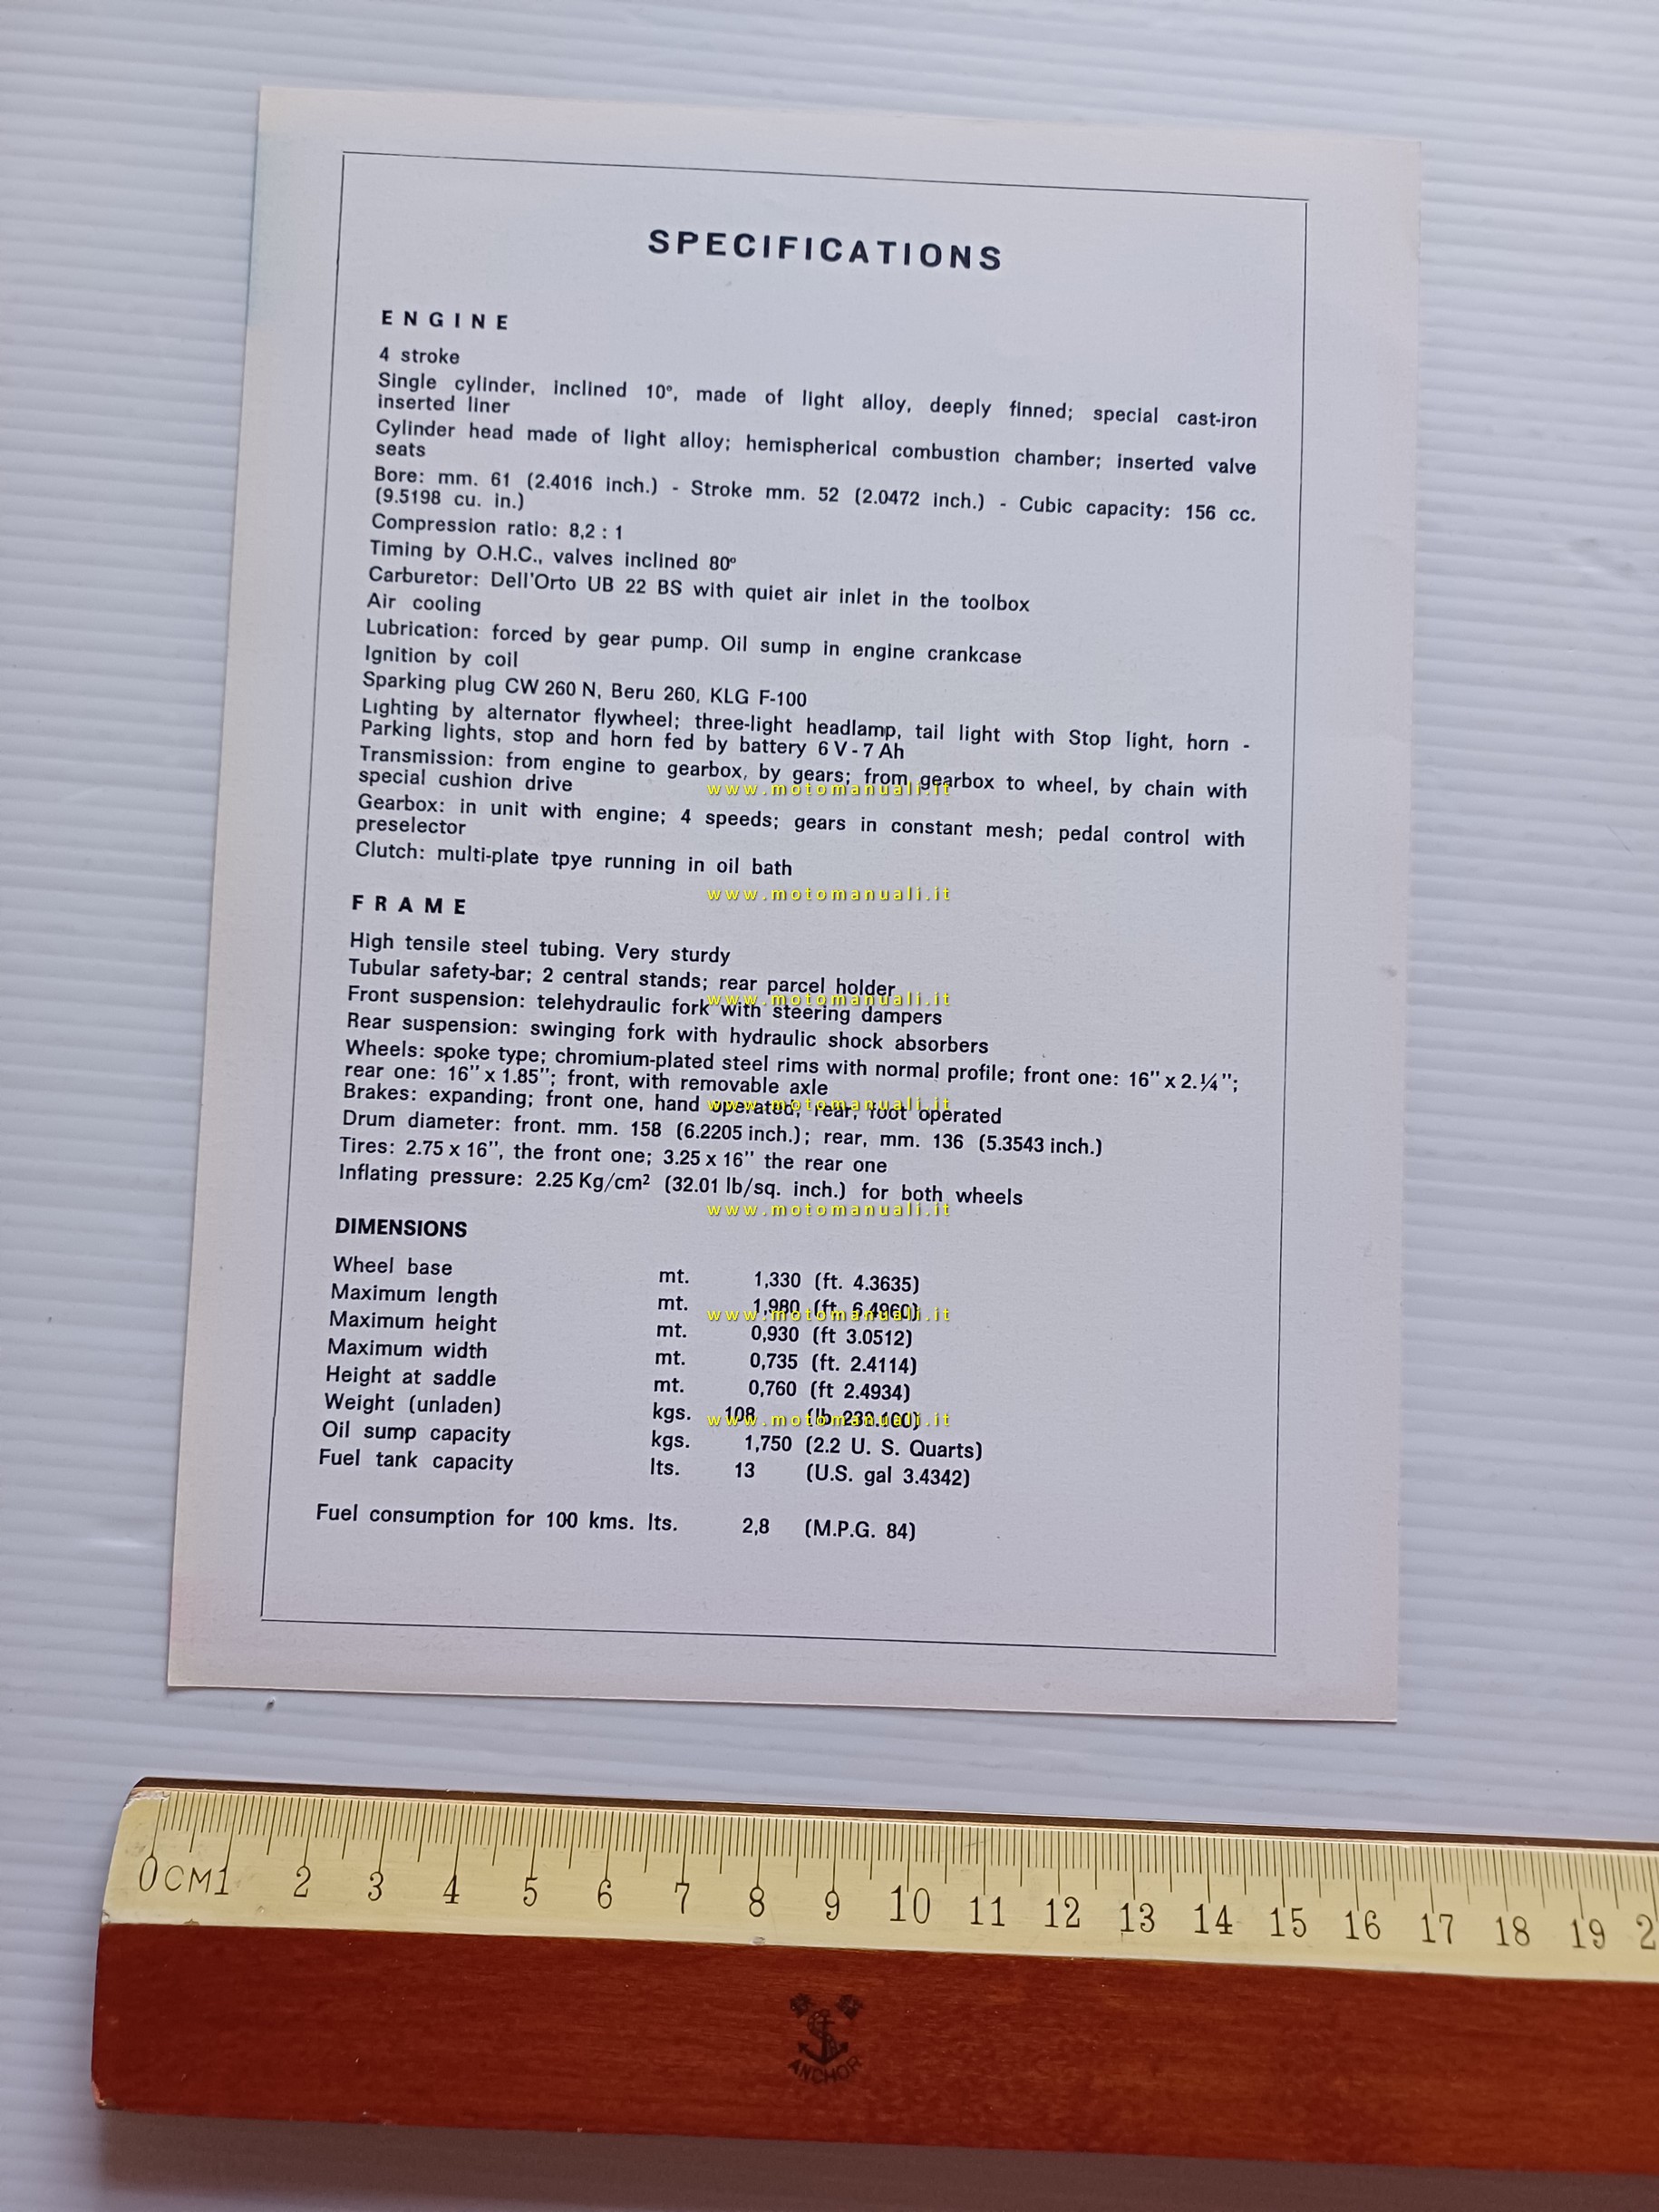 SPECIFICATIONS
ENGINE
4 stroke
Single cylinder, inclined 10°, made of light alloy, deeply finned; special cast-iron
inserted liner
Cylinder head made of light alloy; hemispherical combustion chamber; inserted valve
seats
Bore: mm. 61 (2.4016 inch.) - Stroke mm. 52 (2.0472 inch.) - Cubic capacity: 156 cc.
(9.5198 cu. in.)
Compression ratio: 8,2 : 1
Timing by O.H.C., valves inclined 80°
Carburetor: Dell'Orto UB 22 BS with quiet air inlet in the toolbox
Air cooling
Lubrication: forced by gear pump. Oil sump in engine crankcase
Ignition by coil
Sparking plug CW 260 N, Beru 260, KLG F-100
Lighting by alternator flywheel; three-light headlamp, tail light with Stop light, horn -
Parking lights, stop and horn fed by battery 6 V - 7 Ah
Transmission: from engine to gearbox, by gears; from gearbox to wheel, by chain with
special cushion drive
www.motomanuali.it
Gearbox: in unit with engine; 4 speeds; gears in constant mesh; pedal control with
preselector
Clutch: multi-plate tpye running in oil bath
www.motomanuali.it
FRAME
High tensile steel tubing. Very sturdy
Tubular safety-bar; 2 central stands; rear parcel holder
www.motomanuali.it
Front suspension: telehydraulic fork with steering dampers
Rear suspension: swinging fork with hydraulic shock absorbers
Wheels: spoke type; chromium-plated steel rims with normal profile; front one: 16" x 2.¼";
rear one: 16" x 1.85"; front, with removable axle
www.motomanuali.it
Brakes: expanding; front one, hand operated; rear, foot operated
Drum diameter: front. mm. 158 (6.2205 inch.); rear, mm. 136 (5.3543 inch.)
Tires: 2.75 x 16", the front one; 3.25 x 16" the rear one
Inflating pressure: 2.25 Kg/cm² (32.01 lb/sq. inch.) for both wheels
www.motomanuali.it
DIMENSIONS
Wheel base mt. 1,330 (ft. 4.3635)
Maximum length mt. 1,980 (ft. 6.4960)
www.motomanuali.it
Maximum height mt. 0,930 (ft 3.0512)
Maximum width mt. 0,735 (ft. 2.4114)
Height at saddle mt. 0,760 (ft 2.4934)
Weight (unladen) kgs. 108 (lb
www.motomanuali.it
Oil sump capacity kgs. 1,750 (2.2 U. S. Quarts)
Fuel tank capacity lts. 13 (U.S. gal 3.4342)
Fuel consumption for 100 kms. lts. 2,8 (M.P.G. 84)
0CM1 2 3 4 5 6 7 8 9 10 11 12 13 14 15 16 17 18 19 2
ANCHOR